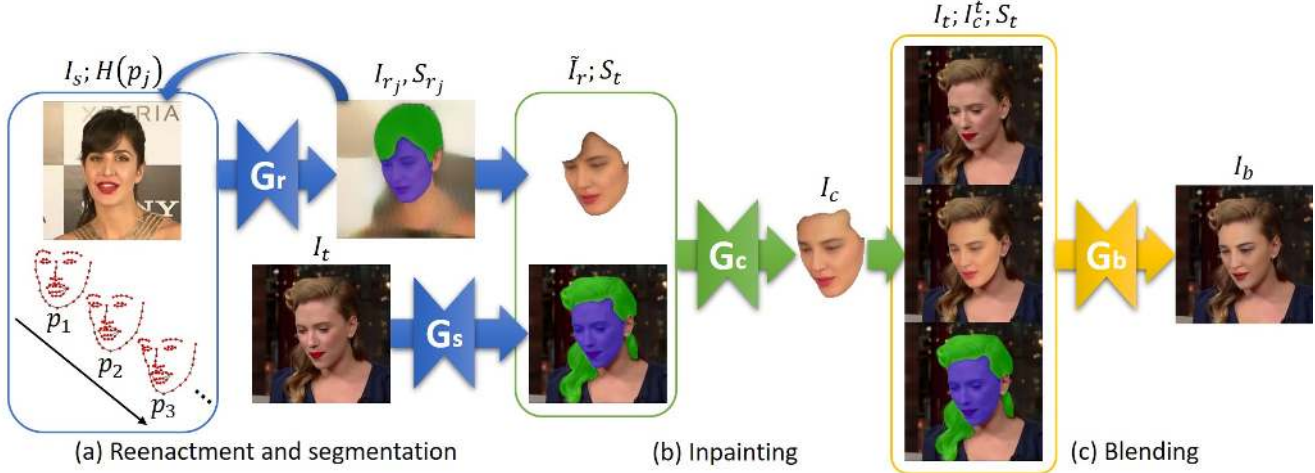 I_t; I_c^t; S_t
I_s; H(p_j)
I_{r_j}, S_{r_j}
Ĩ_r; S_t
XPERIA
G_r
I_c
I_b
NY
I_t
G_c
G_b
p_1
G_s
p_2
p_3
...
(a) Reenactment and segmentation
(b) Inpainting
(c) Blending